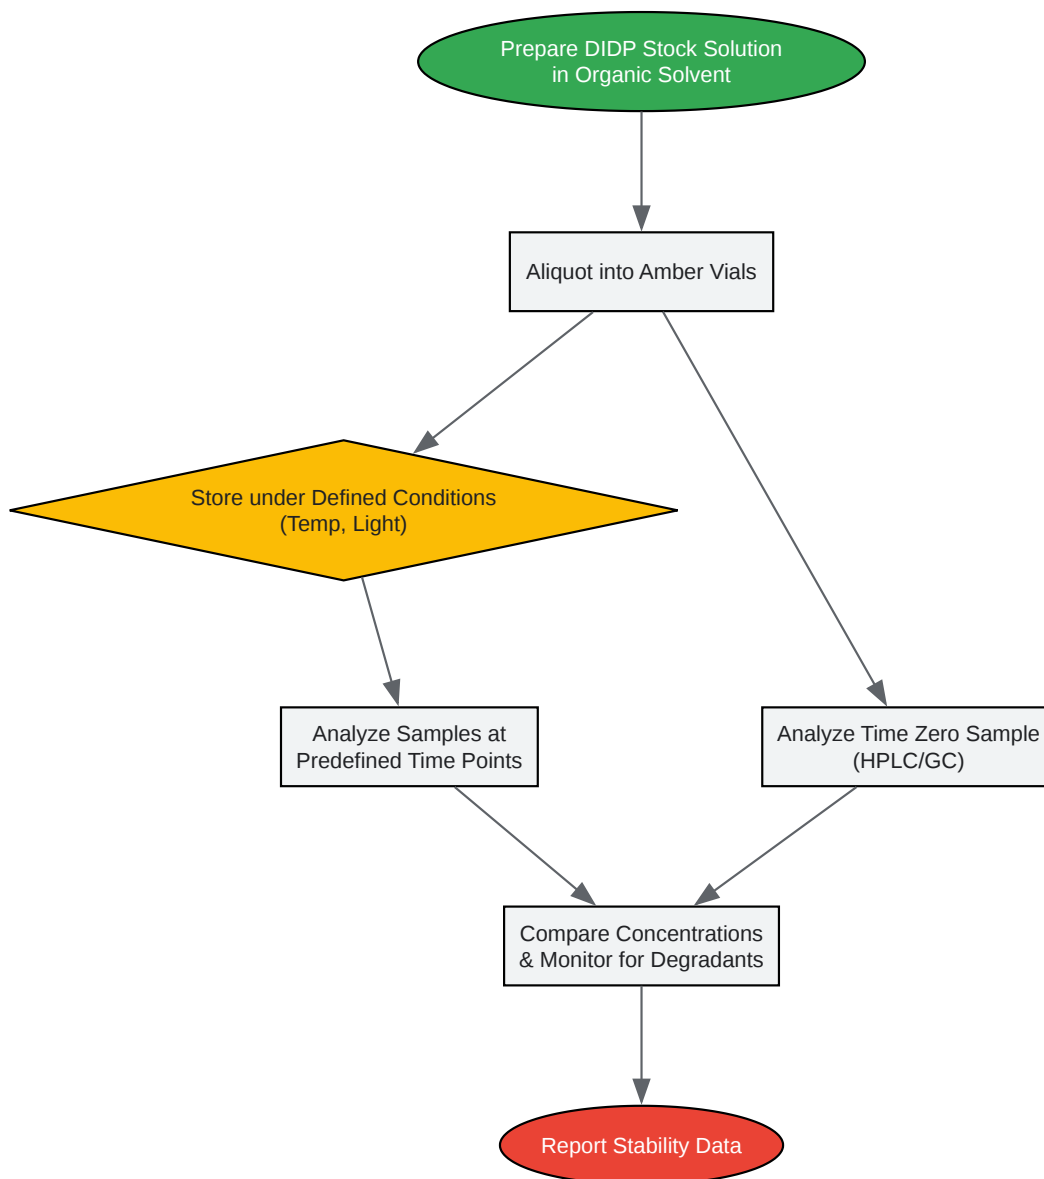 Prepare DIDP Stock Solution
in Organic Solvent
Aliquot into Amber Vials
Store under Defined Conditions
(Temp, Light)
Analyze Samples at
Predefined Time Points
Analyze Time Zero Sample
(HPLC/GC)
Compare Concentrations
& Monitor for Degradants
Report Stability Data